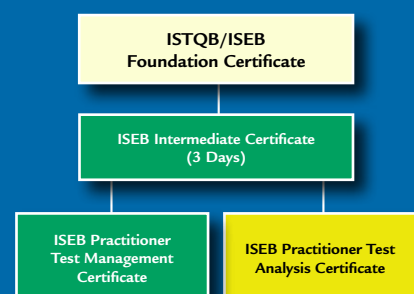 ISTQB/ISEB
Foundation Certificate
ISEB Intermediate Certificate
(3 Days)
ISEB Practitioner
Test Management
Certificate
ISEB Practitioner Test
Analysis Certificate